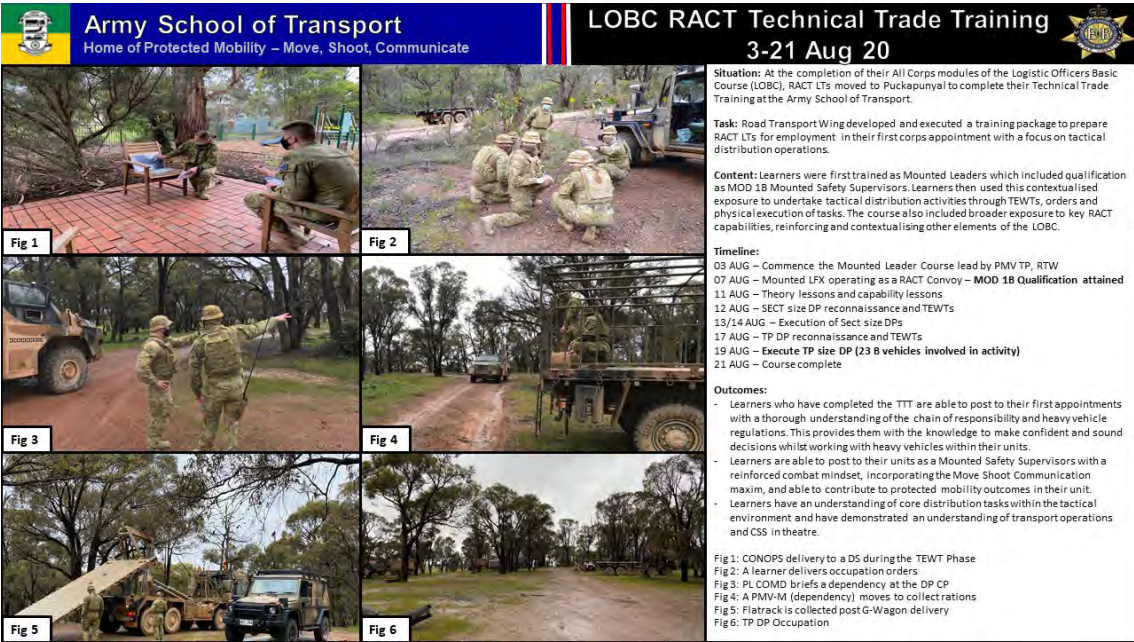 Army School of Transport
Home of Protected Mobility – Move, Shoot, Communicate
LOBC RACT Technical Trade Training
3-21 Aug 20
Fig 1
Fig 2
Fig 3
Fig 4
Fig 5
Fig 6
Situation: At the completion of their All Corps modules of the Logistic Officers Basic
Course (LOBC), RACT LTs moved to Puckapunyal to complete their Technical Trade
Training at the Army School of Transport.
Task: Road Transport Wing developed and executed a training package to prepare
RACT LTs for employment in their first corps appointment with a focus on tactical
distribution operations.
Content: Learners were first trained as Mounted Leaders which included qualification
as MOD 1B Mounted Safety Supervisors. Learners then used this contextualised
exposure to undertake tactical distribution activities through TEWTs, orders and
physical execution of tasks. The course also included broader exposure to key RACT
capabilities, reinforcing and contextualising other elements of the LOBC.
Timeline:
03 AUG – Commence the Mounted Leader Course lead by PMV TP, RTW
07 AUG – Mounted LFX operating as a RACT Convoy – MOD 1B Qualification attained
11 AUG – Theory lessons and capability lessons
12 AUG – SECT size DP reconnaissance and TEWTs
13/14 AUG – Execution of Sect size DPs
17 AUG – TP DP reconnaissance and TEWTs
19 AUG – Execute TP size DP (23 B vehicles involved in activity)
21 AUG – Course complete
Outcomes:
- Learners who have completed the TTT are able to post to their first appointments
with a thorough understanding of the chain of responsibility and heavy vehicle
regulations. This provides them with the knowledge to make confident and sound
decisions whilst working with heavy vehicles within their units.
- Learners are able to post to their units as a Mounted Safety Supervisors with a
reinforced combat mindset, incorporating the Move Shoot Communication
maxim, and able to contribute to protected mobility outcomes in their unit.
- Learners have an understanding of core distribution tasks within the tactical
environment and have demonstrated an understanding of transport operations
and CSS in theatre.
Fig 1: CONOPS delivery to a DS during the TEWT Phase
Fig 2: A learner delivers occupation orders
Fig 3: PL COMD briefs a dependency at the DP CP
Fig 4: A PMV-M (dependency) moves to collect rations
Fig 5: Flatrack is collected post G-Wagon delivery
Fig 6: TP DP Occupation